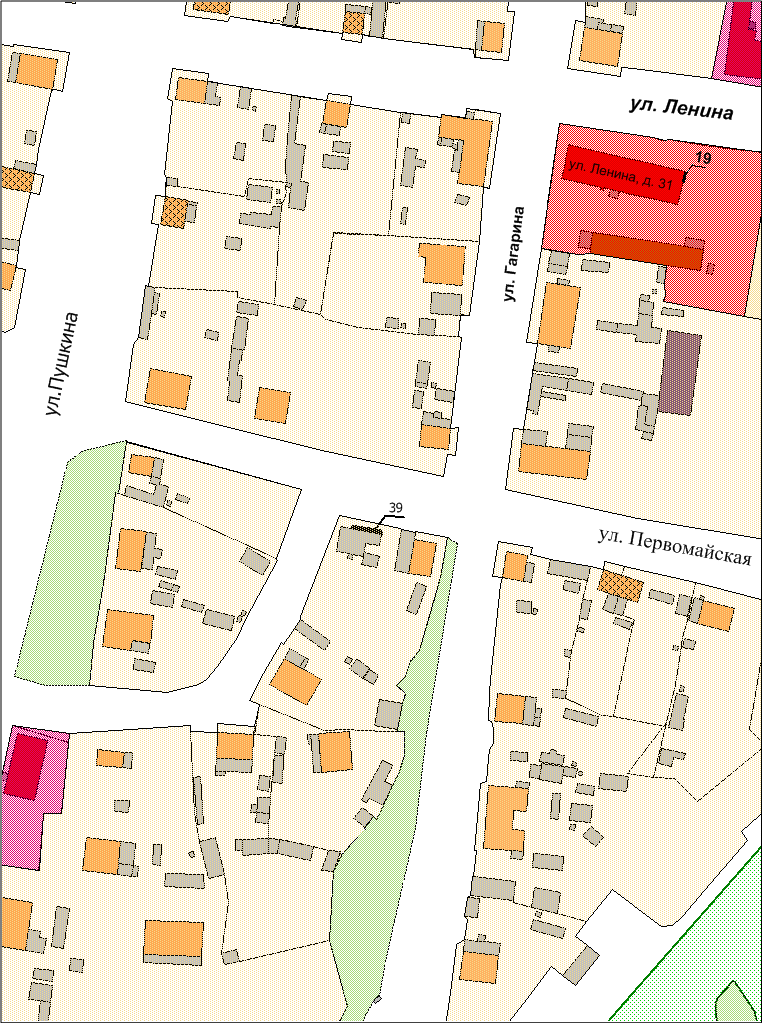 ул. Ленина
19
ул. Ленина, д. 31
ул. Гагарина
ул.Пушкина
39
ул. Первомайская